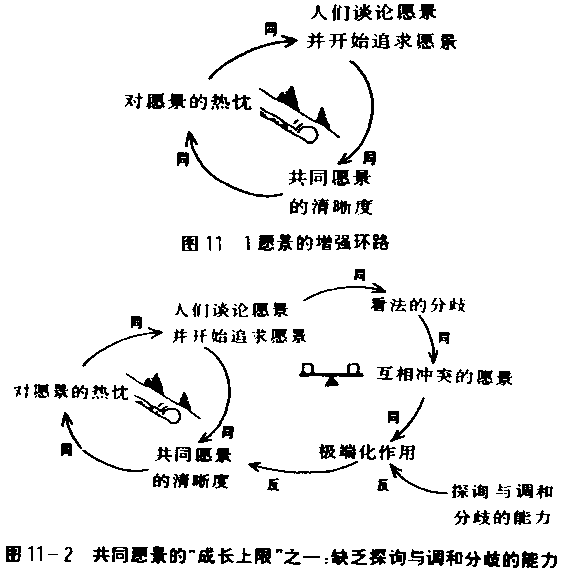 人们谈论愿景
并开始追求愿景
同
对愿景的热忱
同
同
共同愿景
的清晰度
图11 1愿景的增强环路
同
人们谈论愿景
并开始追求愿景
看法的分歧
同
同
对愿景的热忱
互相冲突的愿景
同
同
同
共同愿景
的清晰度
极端化作用
反
反
探询与调和
分歧的能力
图11-2 共同愿景的"成长上限"之一:缺乏探询与调和分歧的能力